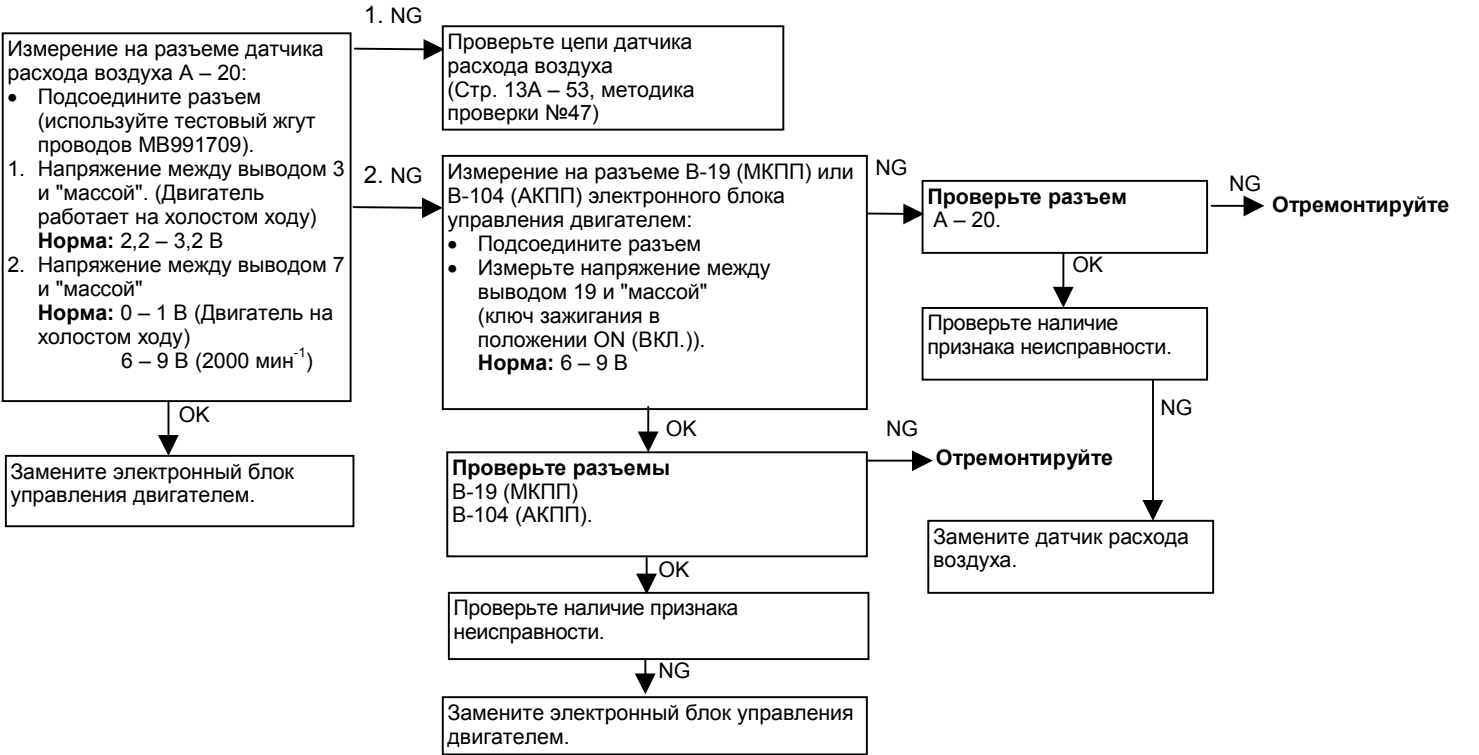 1. NG
Измерение на разъеме датчика
расхода воздуха А – 20:
• Подсоедините разъем
(используйте тестовый жгут
проводов MB991709).
1. Напряжение между выводом 3
и "массой". (Двигатель
работает на холостом ходу)
Норма: 2,2 – 3,2 В
2. Напряжение между выводом 7
и "массой"
Норма: 0 – 1 В (Двигатель на
холостом ходу)
6 – 9 В (2000 мин-1)
Проверьте цепи датчика
расхода воздуха
(Стр. 13А – 53, методика
проверки №47)
2. NG
Измерение на разъеме В-19 (МКПП) или
В-104 (АКПП) электронного блока
управления двигателем:
• Подсоедините разъем
• Измерьте напряжение между
выводом 19 и "массой"
(ключ зажигания в
положении ON (ВКЛ.)).
Норма: 6 – 9 В
NG
Проверьте разъем
А – 20.
NG
Отремонтируйте
OK
Проверьте наличие
признака неисправности.
NG
Замените датчик расхода
воздуха.
OK
Замените электронный блок
управления двигателем.
OK
NG
Проверьте разъемы
В-19 (МКПП)
В-104 (АКПП).
Отремонтируйте
OK
Проверьте наличие признака
неисправности.
NG
Замените электронный блок управления
двигателем.